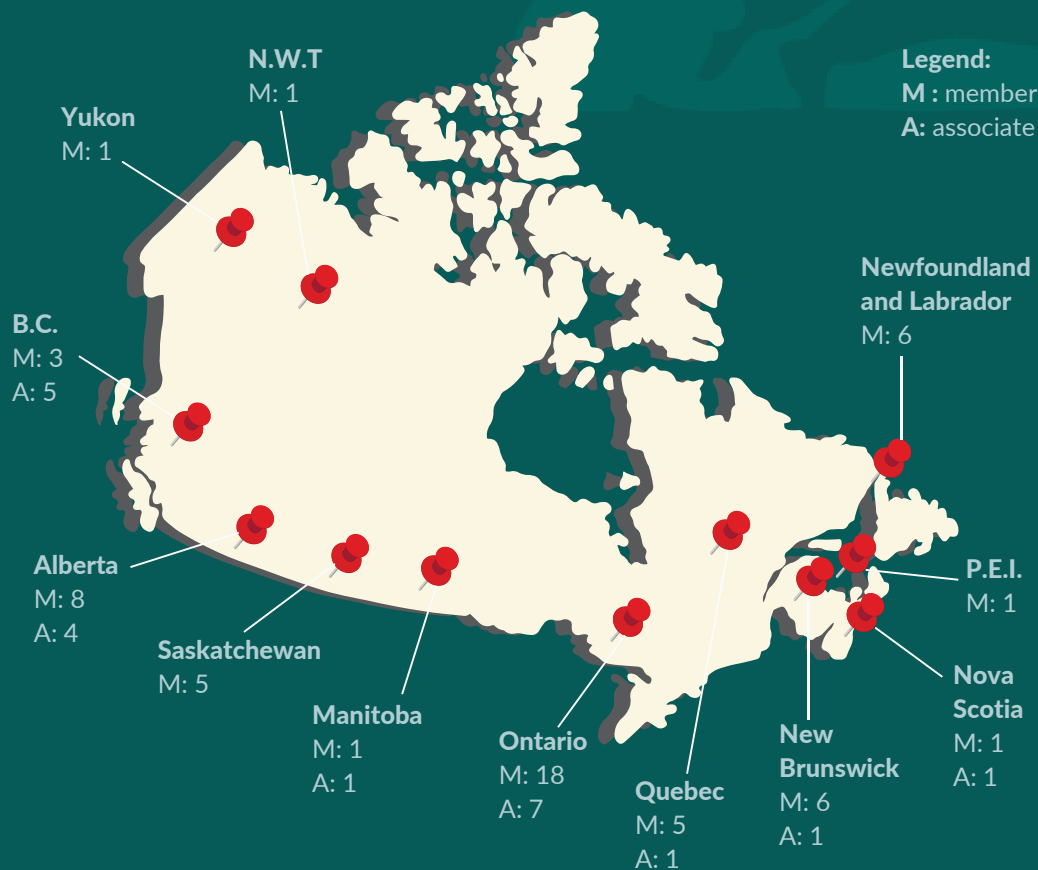 N.W.T
M: 1
Legend:
M : member
A: associate
Yukon
M: 1
Newfoundland
and Labrador
M: 6
B.C.
M: 3
A: 5
Alberta
M: 8
A: 4
P.E.I.
M: 1
Saskatchewan
M: 5
Nova
Scotia
M: 1
A: 1
Manitoba
M: 1
A: 1
Ontario
M: 18
A: 7
New
Brunswick
M: 6
A: 1
Quebec
M: 5
A: 1